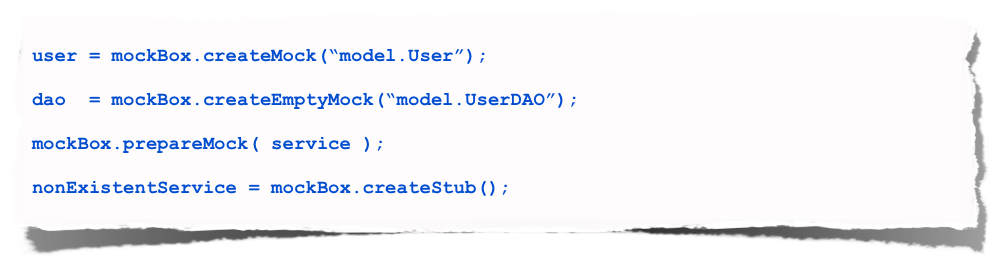 user = mockBox.createMock(“model.User”);
dao  = mockBox.createEmptyMock(“model.UserDAO”);
mockBox.prepareMock( service );
nonExistentService = mockBox.createStub();